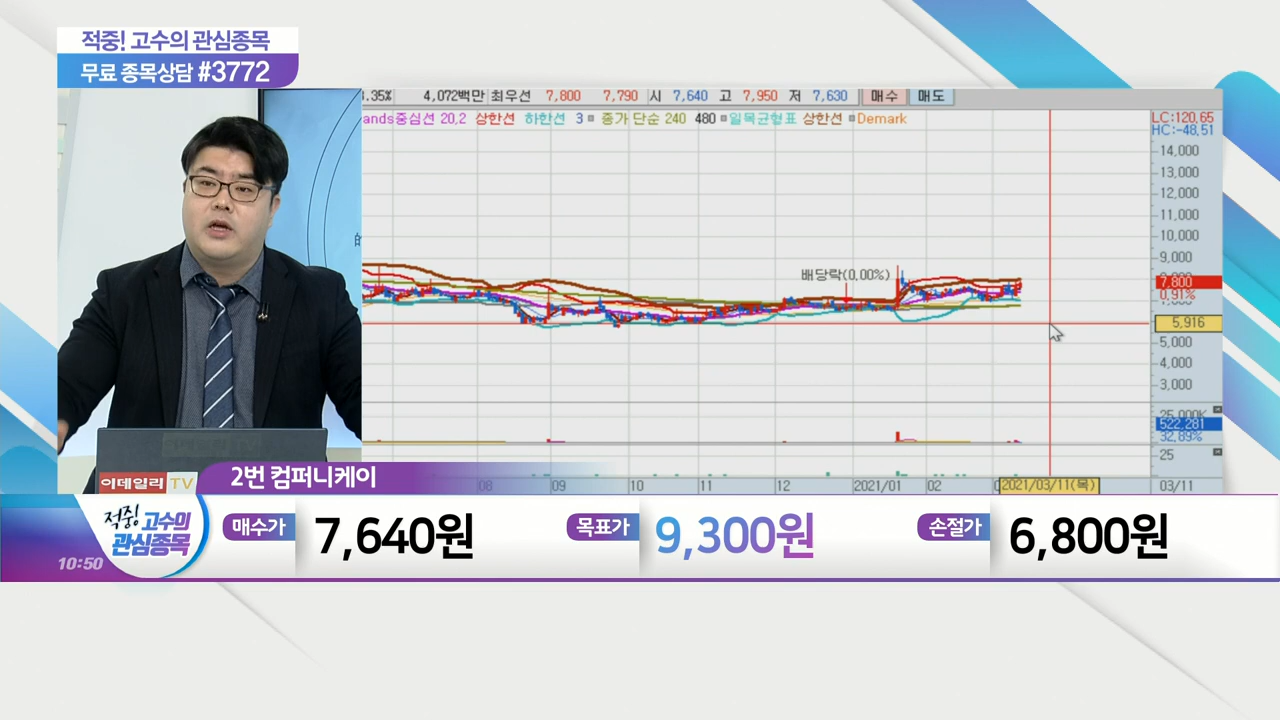 적중! 고수의 관심종목
무료 종목상담 #3772
3.35% 4,072백만 최우선 7,800 7,790 시 7,640 고 7,950 저 7,630 매수 매도
ands중심선 20,2 상한선 하한선 3 종가 단순 240 480 일목균형표 상한선 Demark
LC:120,65
HC:-48,51
14,000
13,000
12,000
11,000
10,000
9,000
배당락(0,00%)
7,800
0,91%
5,916
5,000
4,000
3,000
25,000K
522,281
32,89%
25
08 09 10 11 12 2021/01 02 2021/03/11(목) 03/11
이데일리 TV
2번 컴퍼니케이
적중! 고수의
관심종목
10:50
매수가 7,640원 목표가 9,300원 손절가 6,800원